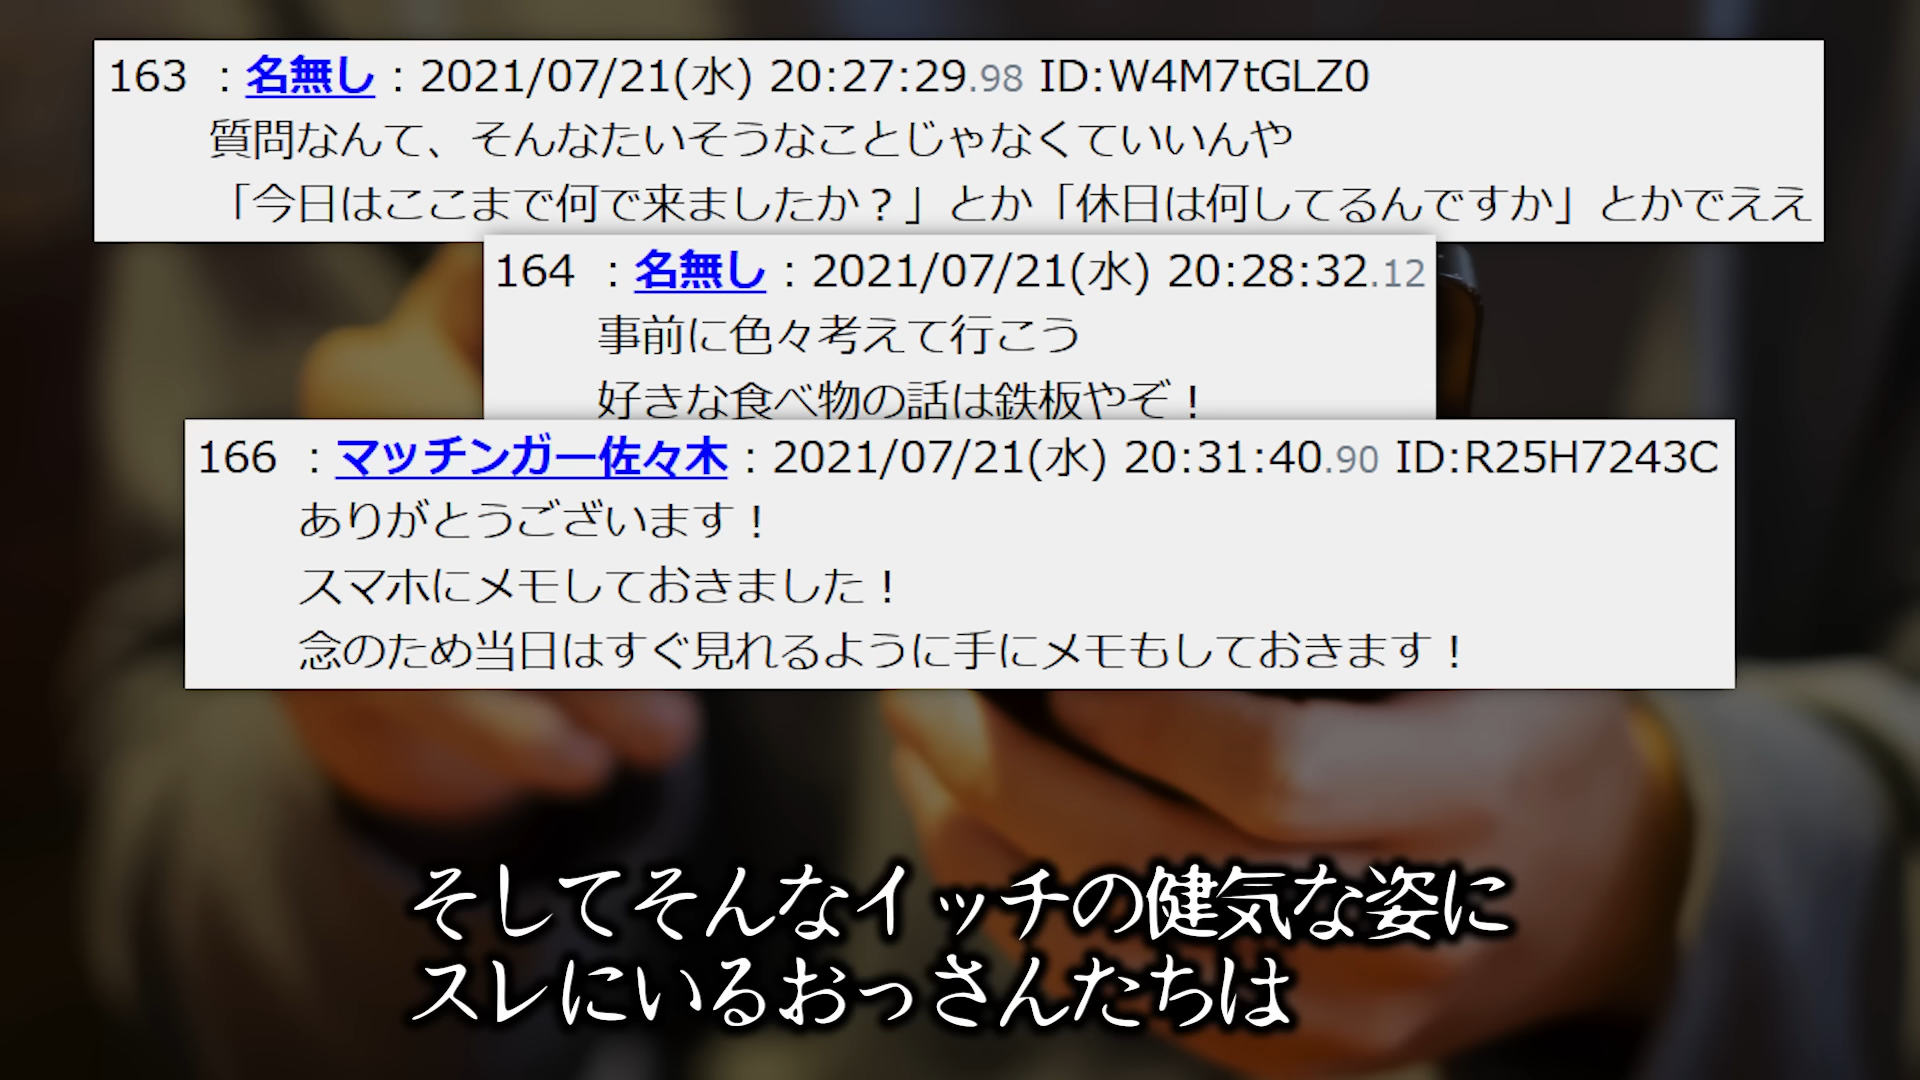 163 ：名無し：2021/07/21(水) 20:27:29.98 ID:W4M7tGLZ0
質問なんて、そんなたいそうなことじゃなくていいんや
「今日はここまで何で来ましたか？」とか「休日は何してるんですか」とかでええ
164 ：名無し：2021/07/21(水) 20:28:32.12
事前に色々考えて行こう
好きな食べ物の話は鉄板やぞ！
166 ：マッチンガー佐々木：2021/07/21(水) 20:31:40.90 ID:R25H7243C
ありがとうございます！
スマホにメモしておきました！
念のため当日はすぐ見れるように手にメモもしておきます！
そしてそんなイッチの健気な姿に
スレにいるおっさんたちは